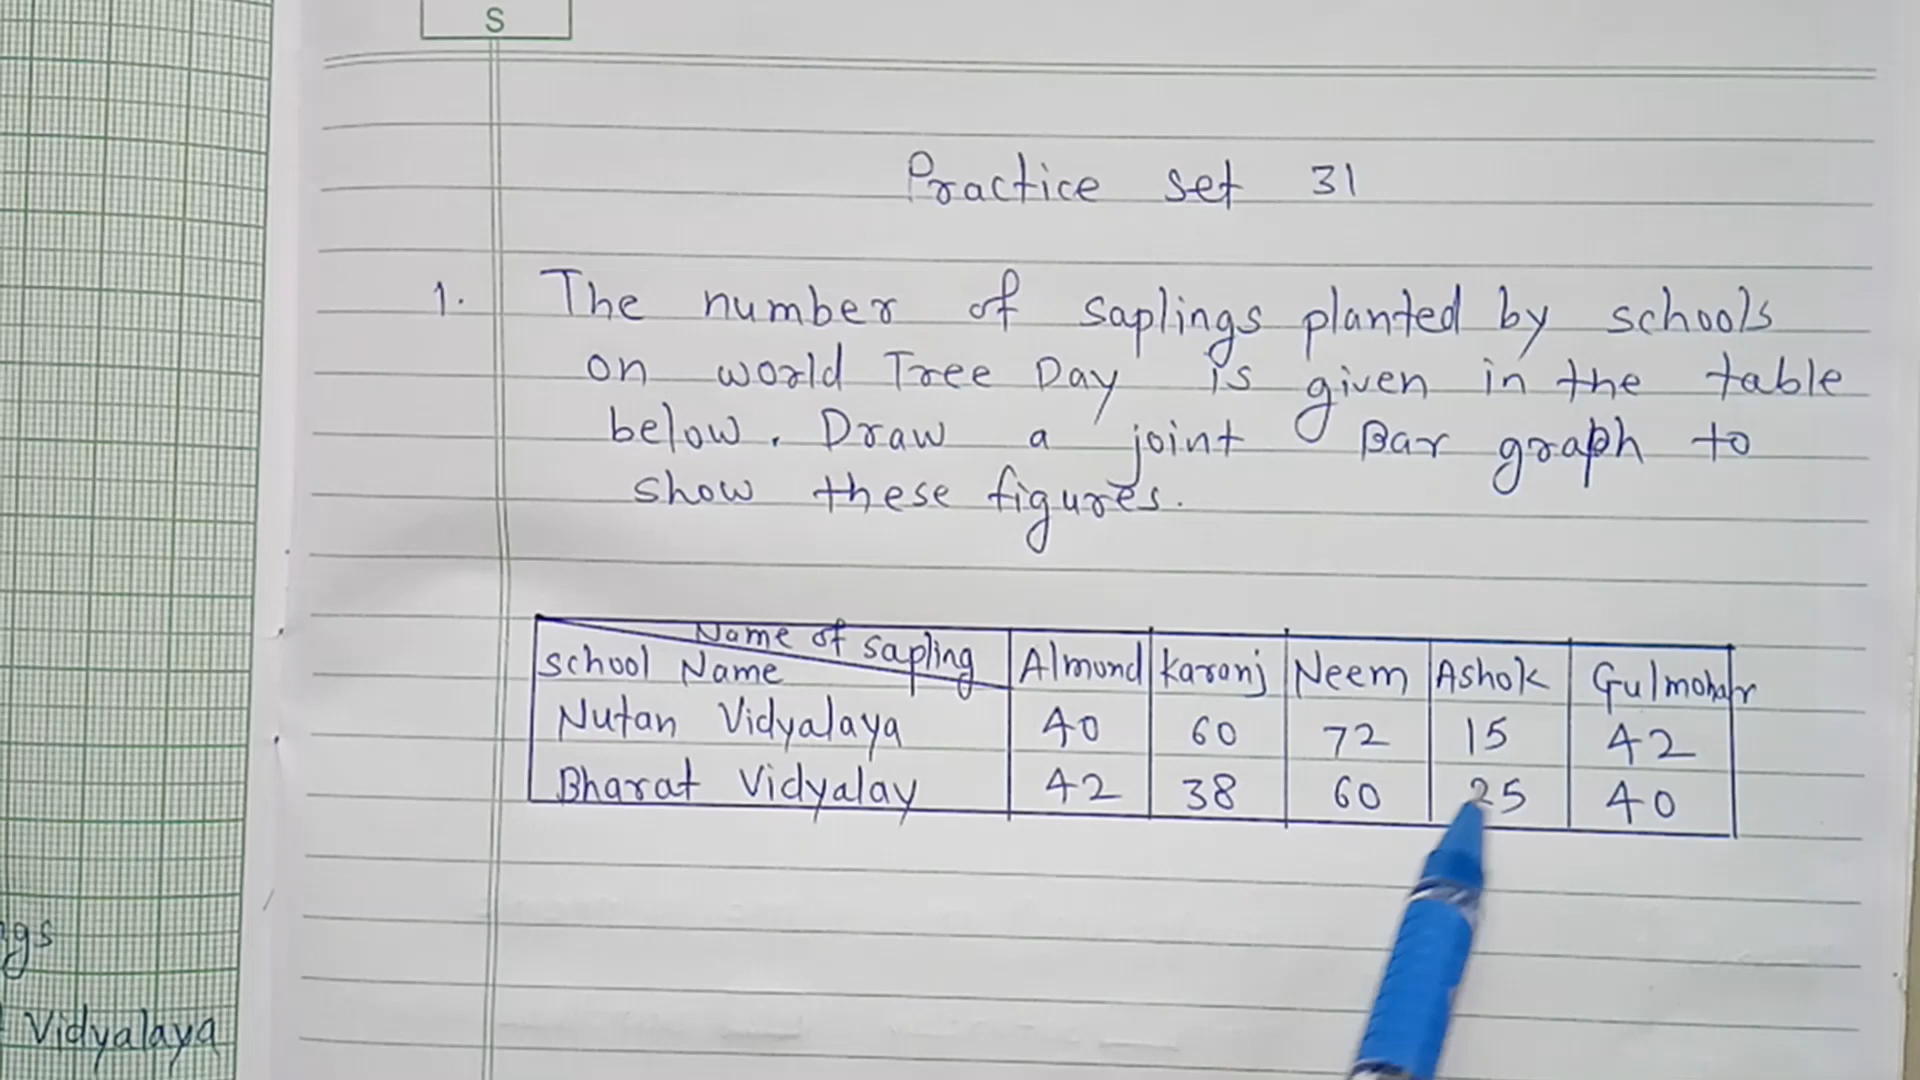 S
Practice set 31
1. The number of saplings planted by schools
on world Tree Day is given in the table
below. Draw a joint Bar graph to
show these figures.
Name of sapling
School Name Almond Karanj Neem Ashok Gulmohar
Nutan Vidyalaya 40 60 72 15 42
Bharat Vidyalay 42 38 60 25 40
Vidyalaya